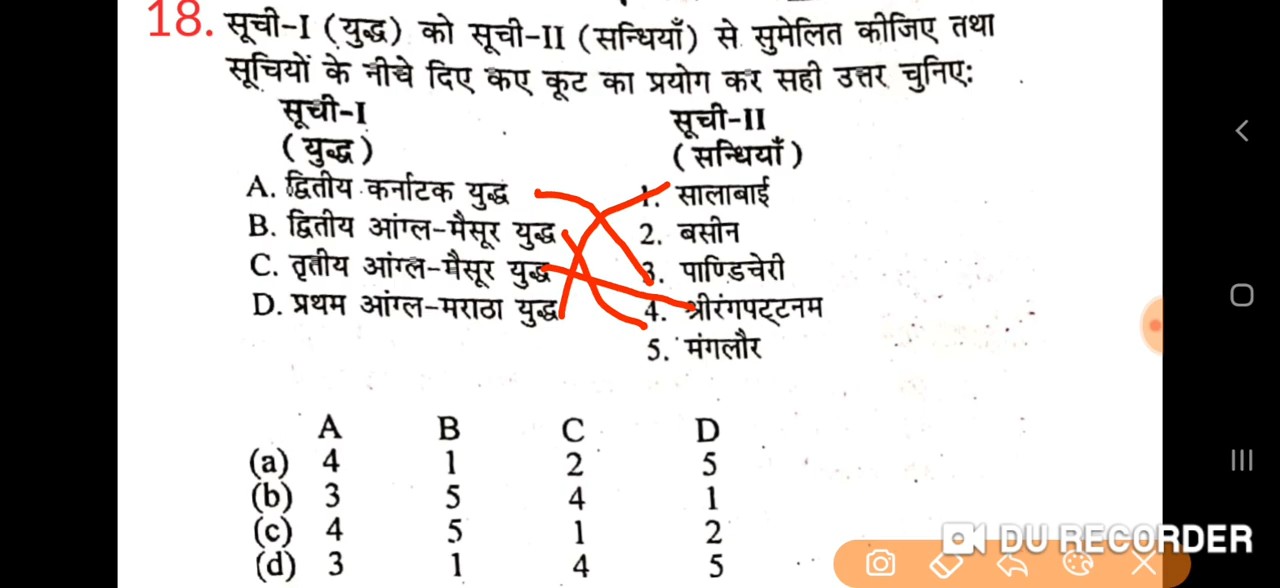 18. सूची-I (युद्ध) को सूची-II (सन्धियाँ) से सुमेलित कीजिए तथा
सूचियों के नीचे दिए कए कूट का प्रयोग कर सही उत्तर चुनिए:
सूची-I सूची-II
(युद्ध) (सन्धियाँ)
A. द्वितीय कर्नाटक युद्ध 1. सालाबाई
B. द्वितीय आंग्ल-मैसूर युद्ध 2. बसीन
C. तृतीय आंग्ल-मैसूर युद्ध 3. पाण्डिचेरी
D. प्रथम आंग्ल-मराठा युद्ध 4. श्रीरंगपट्टनम
5. मंगलौर
A B C D
(a) 4 1 2 5
(b) 3 5 4 1
(c) 4 5 1 2
(d) 3 1 4 5
DU RECORDER